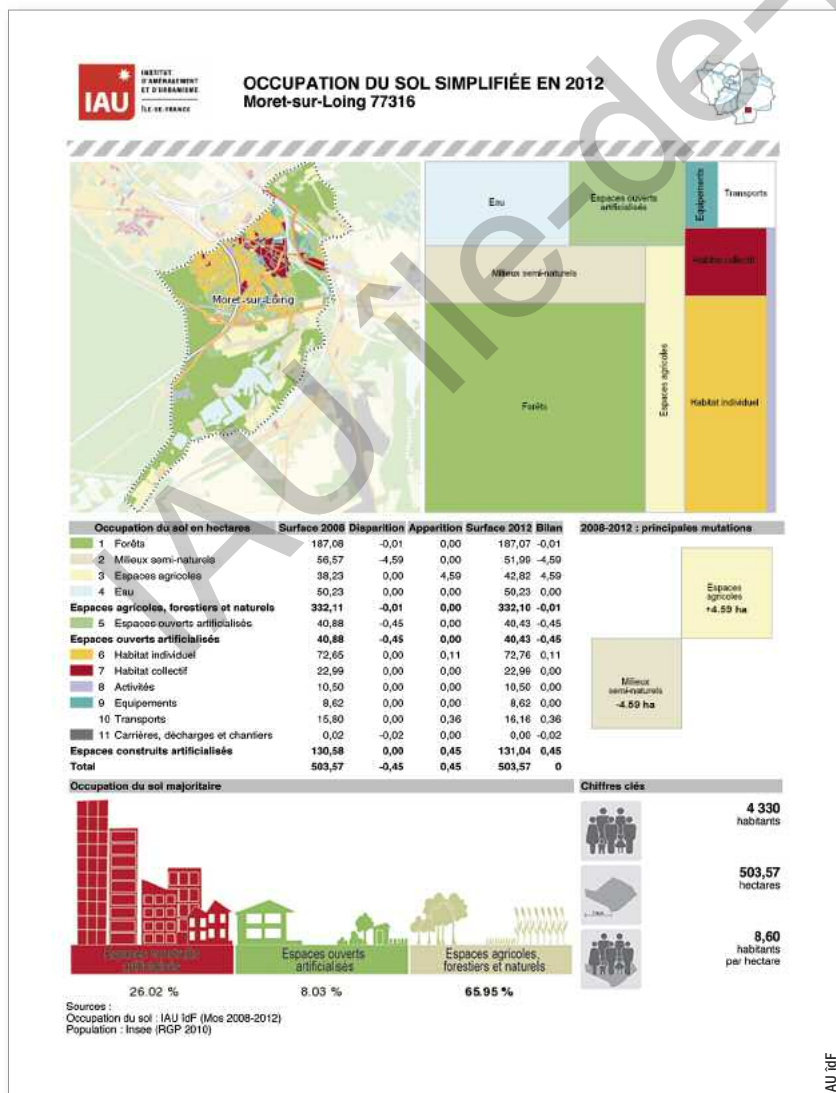 IAU
INSTITUT
D'AMÉNAGEMENT
ET D'URBANISME
ÎLE-DE-FRANCE
OCCUPATION DU SOL SIMPLIFIÉE EN 2012
Moret-sur-Loing 77316
Moret-sur-Loing
Eau
Espaces ouverts
artificialisés
Equipements
Transports
Milieux semi-naturels
Habitat collectif
Forêts
Espaces agricoles
Habitat individuel
Occupation du sol en hectares Surface 2008 Disparition Apparition Surface 2012 Bilan
1 Forêts 187,08 -0,01 0,00 187,07 -0,01
2 Milieux semi-naturels 56,57 -4,59 0,00 51,99 -4,59
3 Espaces agricoles 38,23 0,00 4,59 42,82 4,59
4 Eau 50,23 0,00 0,00 50,23 0,00
Espaces agricoles, forestiers et naturels 332,11 -0,01 0,00 332,10 -0,01
5 Espaces ouverts artificialisés 40,88 -0,45 0,00 40,43 -0,45
Espaces ouverts artificialisés 40,88 -0,45 0,00 40,43 -0,45
6 Habitat individuel 72,65 0,00 0,11 72,76 0,11
7 Habitat collectif 22,99 0,00 0,00 22,99 0,00
8 Activités 10,50 0,00 0,00 10,50 0,00
9 Equipements 8,62 0,00 0,00 8,62 0,00
10 Transports 15,80 0,00 0,36 16,16 0,36
11 Carrières, décharges et chantiers 0,02 -0,02 0,00 0,00 -0,02
Espaces construits artificialisés 130,58 0,00 0,45 131,04 0,45
Total 503,57 -0,45 0,45 503,57 0
2008-2012 : principales mutations
Espaces
agricoles
+4.59 ha
Milieux
semi-naturels
-4.59 ha
Occupation du sol majoritaire
Espaces construits
artificialisés
26.02 %
Espaces ouverts
artificialisés
8.03 %
Espaces agricoles,
forestiers et naturels
65.95 %
Chiffres clés
4 330
habitants
503,57
hectares
8,60
habitants
par hectare
Sources :
Occupation du sol : IAU îdF (Mos 2008-2012)
Population : Insee (RGP 2010)
AU îdF
IAU île-de-